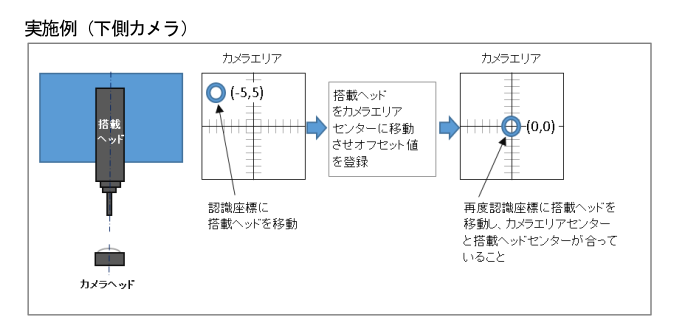 実施例（下側カメラ）
カメラエリア
カメラエリア
搭載
ヘッド
カメラヘッド
(-5,5)
認識座標に
搭載ヘッドを移動
搭載ヘッド
をカメラエリア
センターに移動
させオフセット値
を登録
(0,0)
再度認識座標に搭載ヘッドを
移動し、カメラエリアセンター
と搭載ヘッドセンターが合って
いること